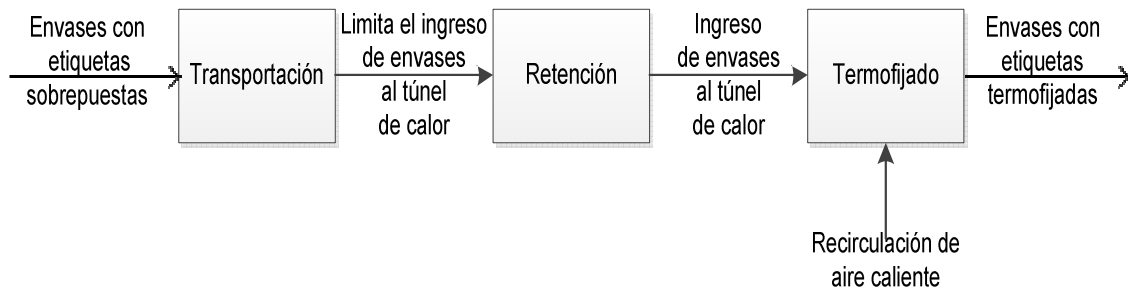 Envases con
etiquetas
sobrepuestas
Transportación
Limita el ingreso
de envases
al túnel
de calor
Retención
Ingreso
de envases
al túnel
de calor
Termofijado
Envases con
etiquetas
termofijadas
Recirculación de
aire caliente